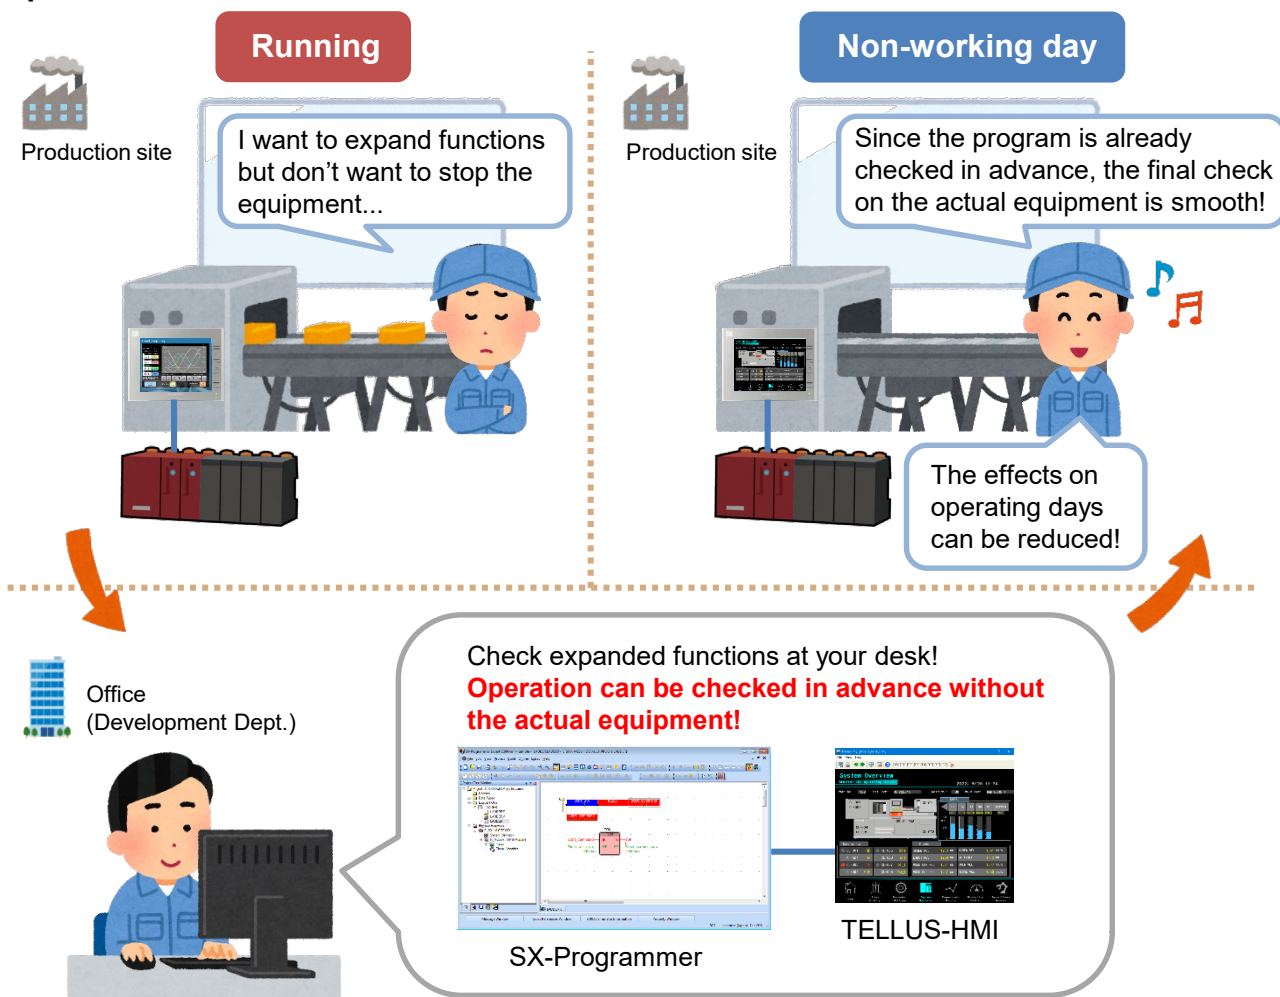 Running
Production site
I want to expand functions
but don't want to stop the
equipment...
Non-working day
Production site
Since the program is already
checked in advance, the final check
on the actual equipment is smooth!
The effects on
operating days
can be reduced!
Office
(Development Dept.)
Check expanded functions at your desk!
Operation can be checked in advance without
the actual equipment!
System Overview
SX-Programmer
TELLUS-HMI